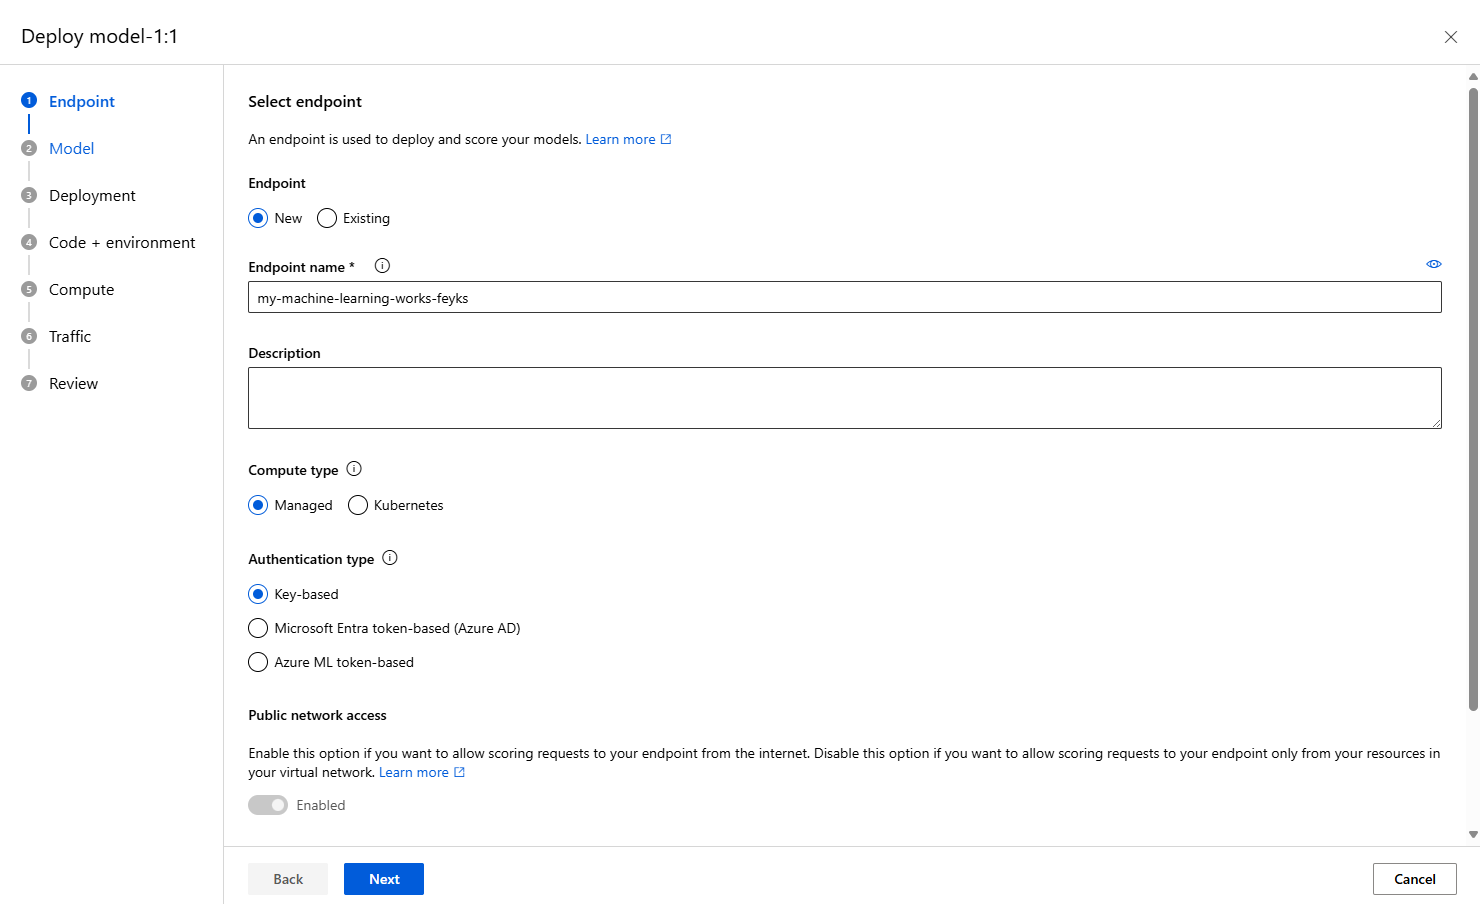 Deploy model-1:1
1 Endpoint
2 Model
3 Deployment
4 Code + environment
5 Compute
6 Traffic
7 Review
Select endpoint
An endpoint is used to deploy and score your models. Learn more
Endpoint
New Existing
Endpoint name *
my-machine-learning-works-feyks
Description
Compute type
Managed Kubernetes
Authentication type
Key-based
Microsoft Entra token-based (Azure AD)
Azure ML token-based
Public network access
Enable this option if you want to allow scoring requests to your endpoint from the internet. Disable this option if you want to allow scoring requests to your endpoint only from your resources in
your virtual network. Learn more
Enabled
Back Next Cancel